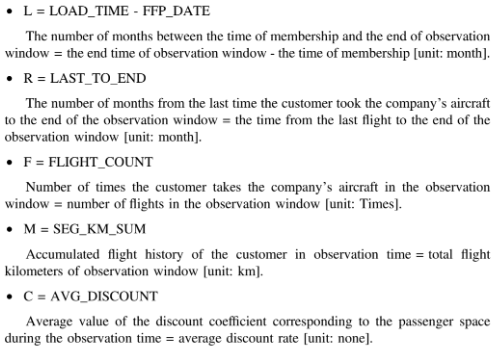 • L = LOAD_TIME - FFP_DATE
The number of months between the time of membership and the end of observation
window = the end time of observation window - the time of membership [unit: month].
• R = LAST_TO_END
The number of months from the last time the customer took the company's aircraft
to the end of the observation window = the time from the last flight to the end of the
observation window [unit: month].
• F = FLIGHT_COUNT
Number of times the customer takes the company's aircraft in the observation
window = number of flights in the observation window [unit: Times].
• M = SEG_KM_SUM
Accumulated flight history of the customer in observation time = total flight
kilometers of observation window [unit: km].
• C = AVG_DISCOUNT
Average value of the discount coefficient corresponding to the passenger space
during the observation time = average discount rate [unit: none].